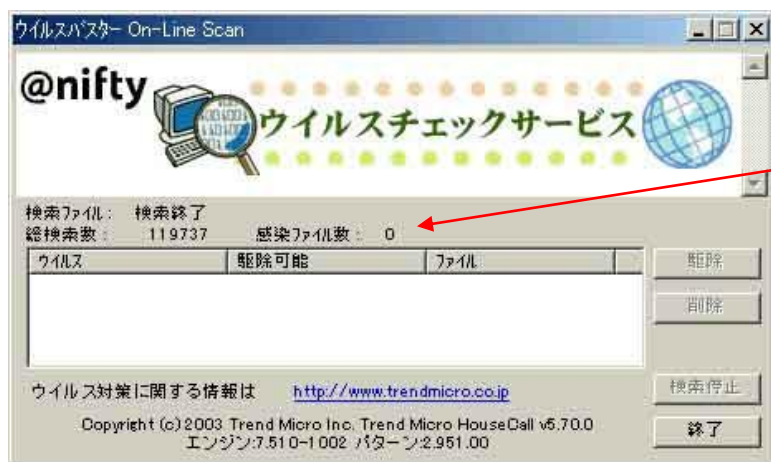 ウイルスバスター On-Line Scan
@nifty
ウイルスチェックサービス
検索ファイル： 検索終了
総検索数： 119737 感染ファイル数： 0
ウイルス 駆除可能 ファイル
駆除
削除
ウイルス対策に関する情報は http://www.trendmicro.co.jp
検索停止
Copyright (c) 2003 Trend Micro Inc. Trend Micro HouseCall v5.70.0
エンジン:7.510-1002 パターン:2.951.00
終了